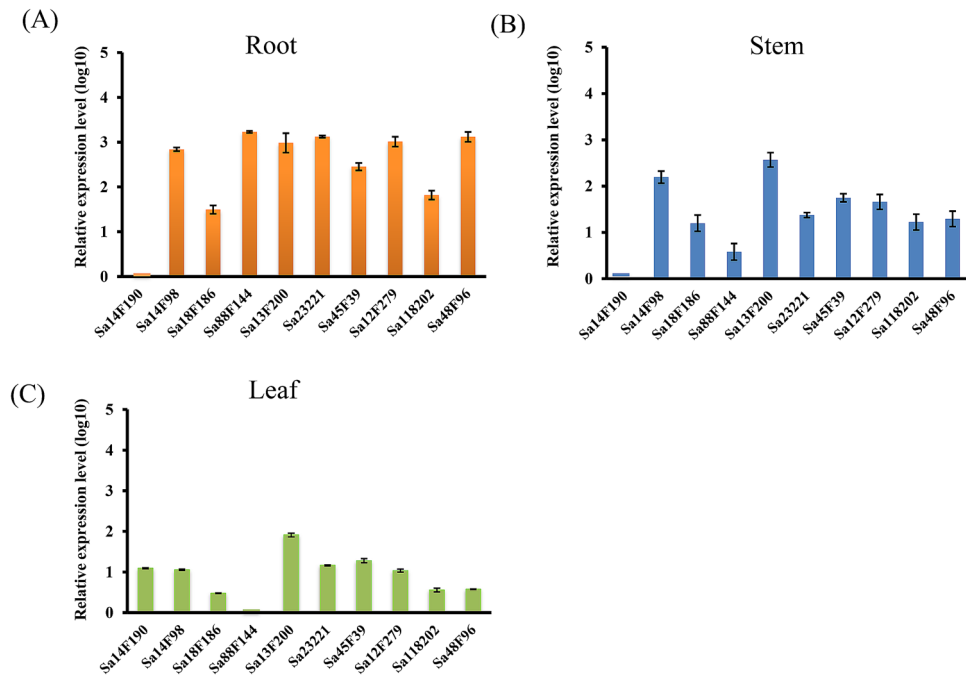 (A)
Root
Relative expression level (log10)
5
4
3
2
1
0
Sa14F190
Sa14F98
Sa18F186
Sa88F144
Sa13F200
Sa23221
Sa45F39
Sa12F279
Sa118202
Sa48F96
(B)
Stem
Relative expression level (log10)
5
4
3
2
1
0
Sa14F190
Sa14F98
Sa18F186
Sa88F144
Sa13F200
Sa23221
Sa45F39
Sa12F279
Sa118202
Sa48F96
(C)
Leaf
Relative expression level (log10)
5
4
3
2
1
0
Sa14F190
Sa14F98
Sa18F186
Sa88F144
Sa13F200
Sa23221
Sa45F39
Sa12F279
Sa118202
Sa48F96